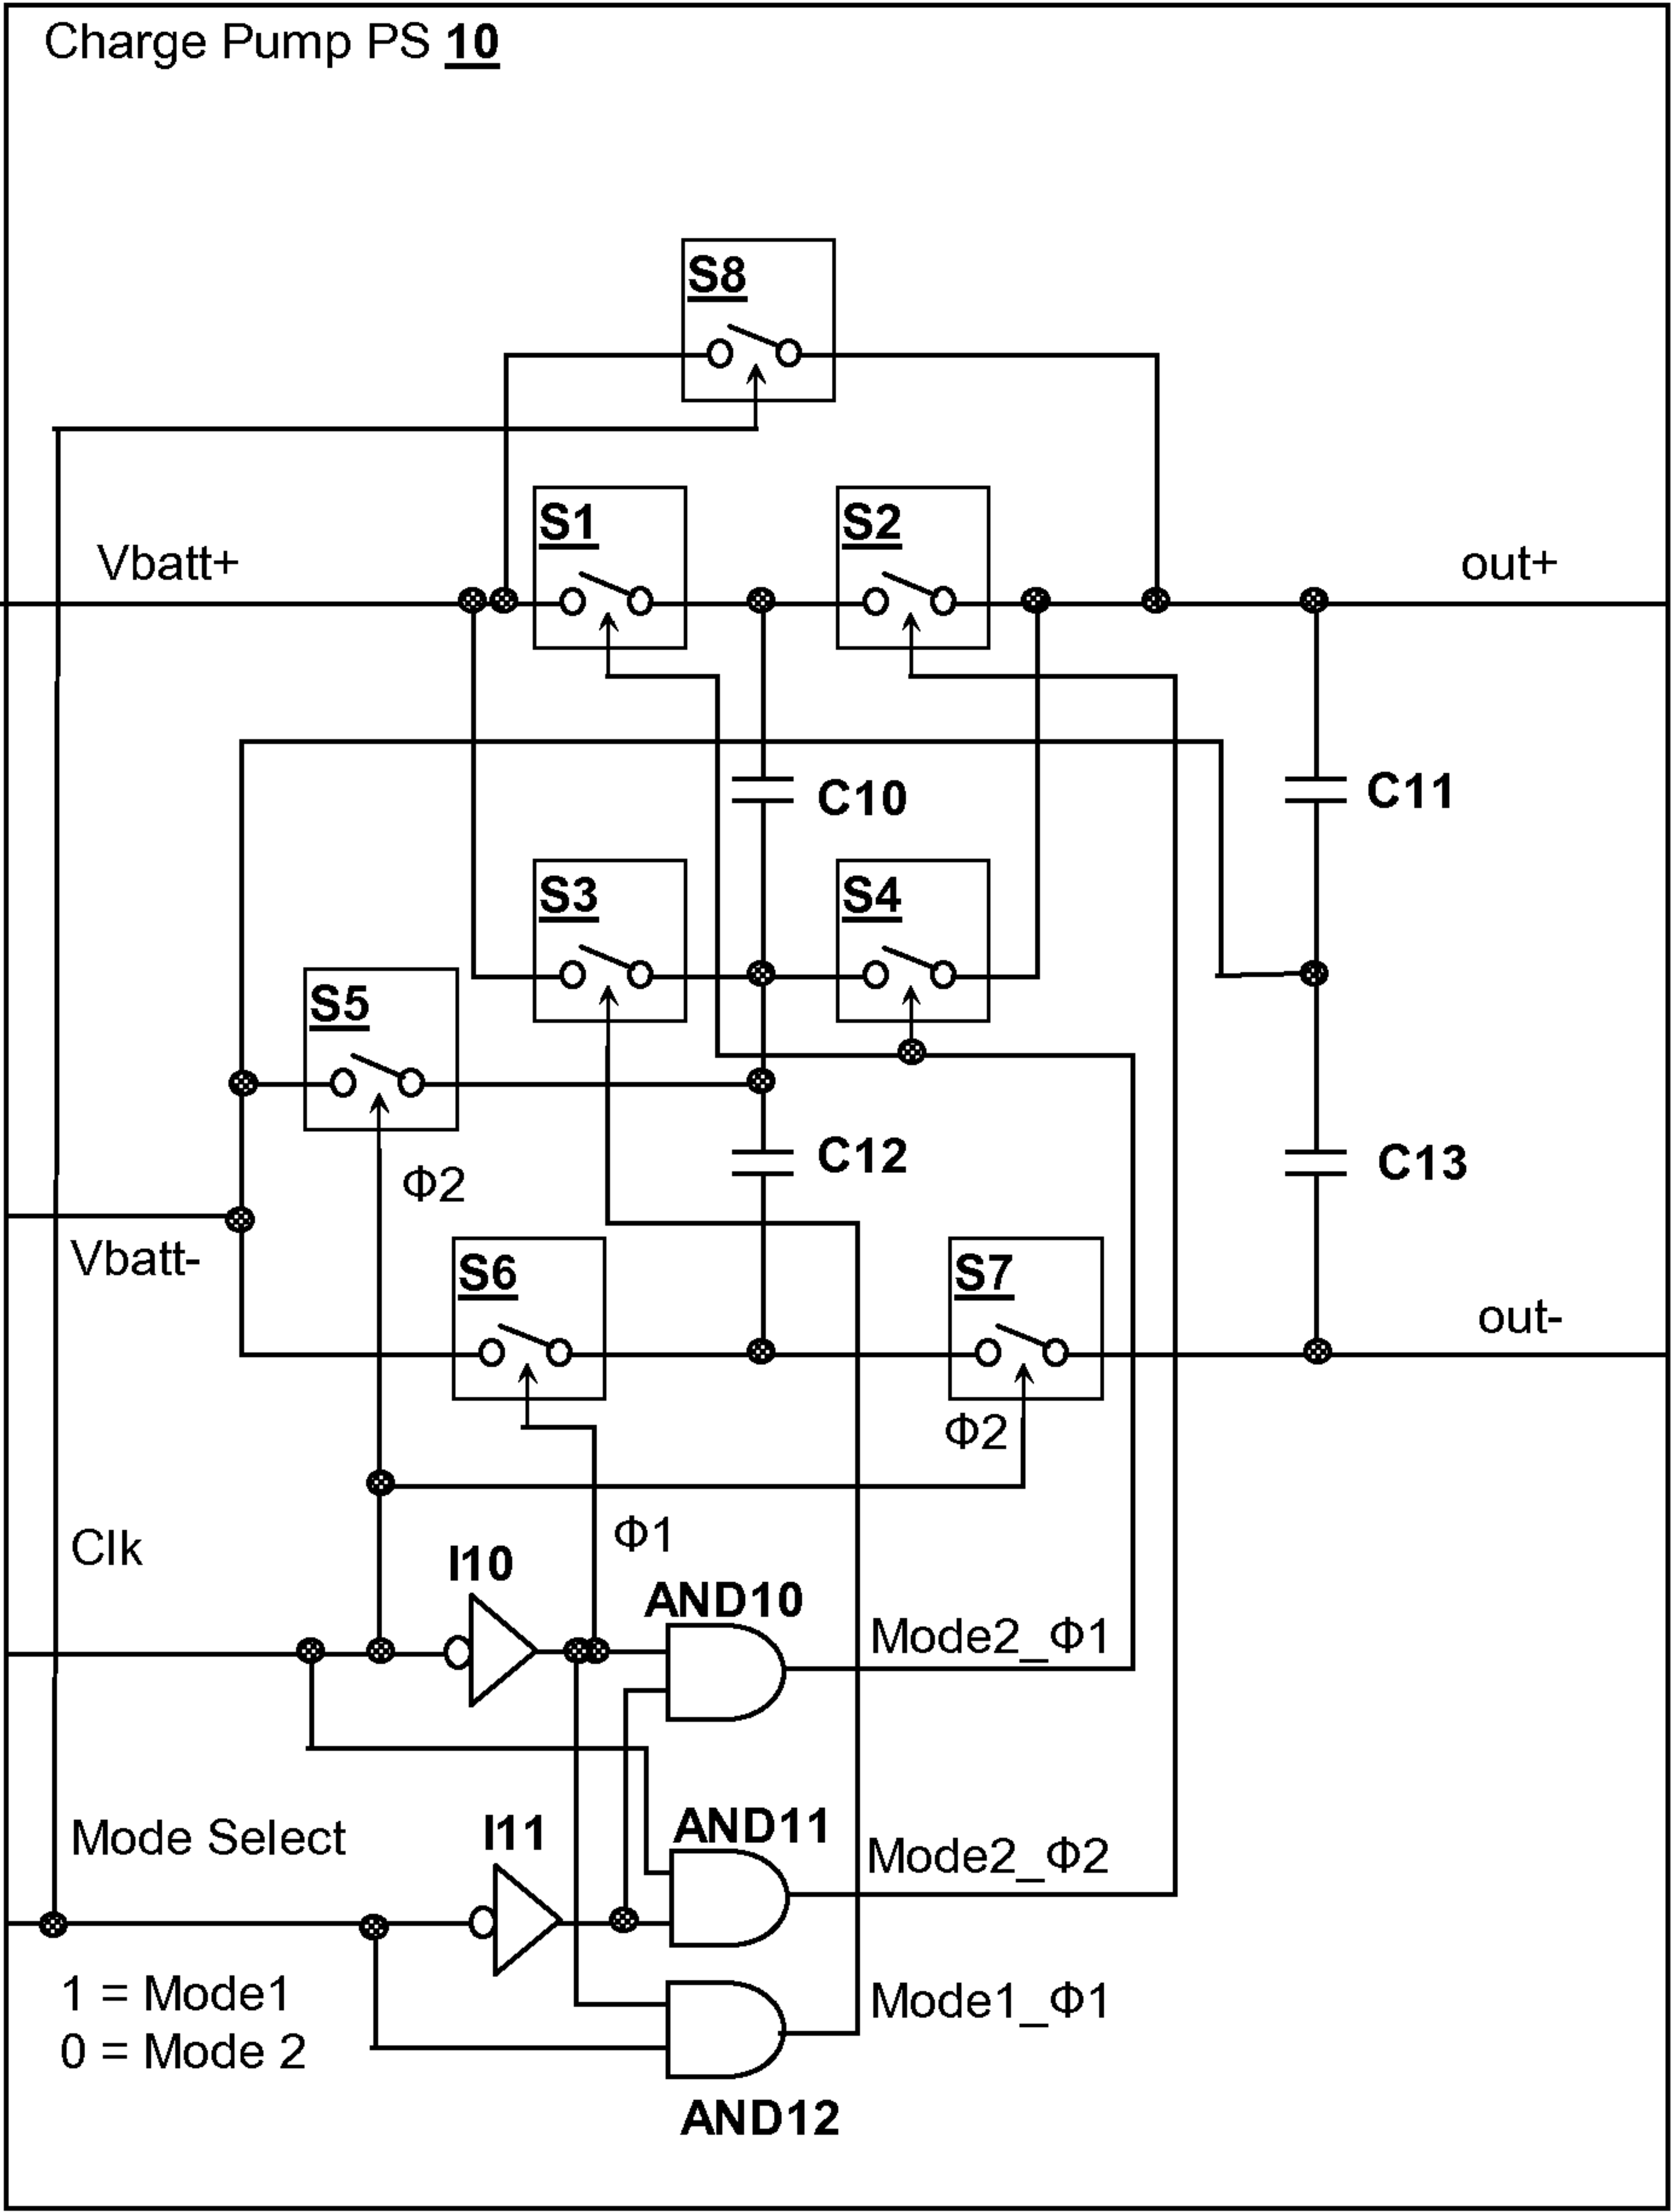 Charge Pump PS 10
S8
S1
S2
Vbatt+
out+
C10
C11
S3
S4
S5
C12
C13
Φ2
Vbatt-
S6
S7
out-
Φ2
Clk
Φ1
I10
AND10
Mode2_Φ1
Mode Select
I11
AND11
Mode2_Φ2
1 = Mode1
0 = Mode 2
Mode1_Φ1
AND12